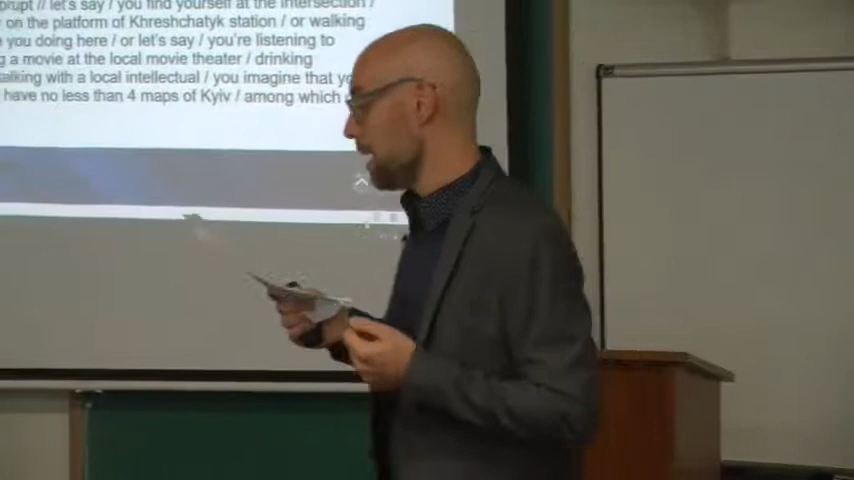 rupt // let's say / you find yourself at the intersection /
on the platform of Khreshchatyk station / or walking
you doing here / or let's say / you're listening to
a movie at the local movie theater / drinking
alking with a local intellectual / you imagine that
have no less than 4 maps of Kyiv / among which